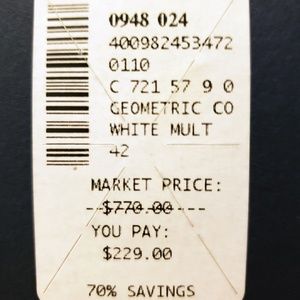 0948 024
400982453472
0110
C 721 57 9 0
GEOMETRIC CO
WHITE MULT
42
MARKET PRICE:
$770.00
YOU PAY:
$229.00
70% SAVINGS